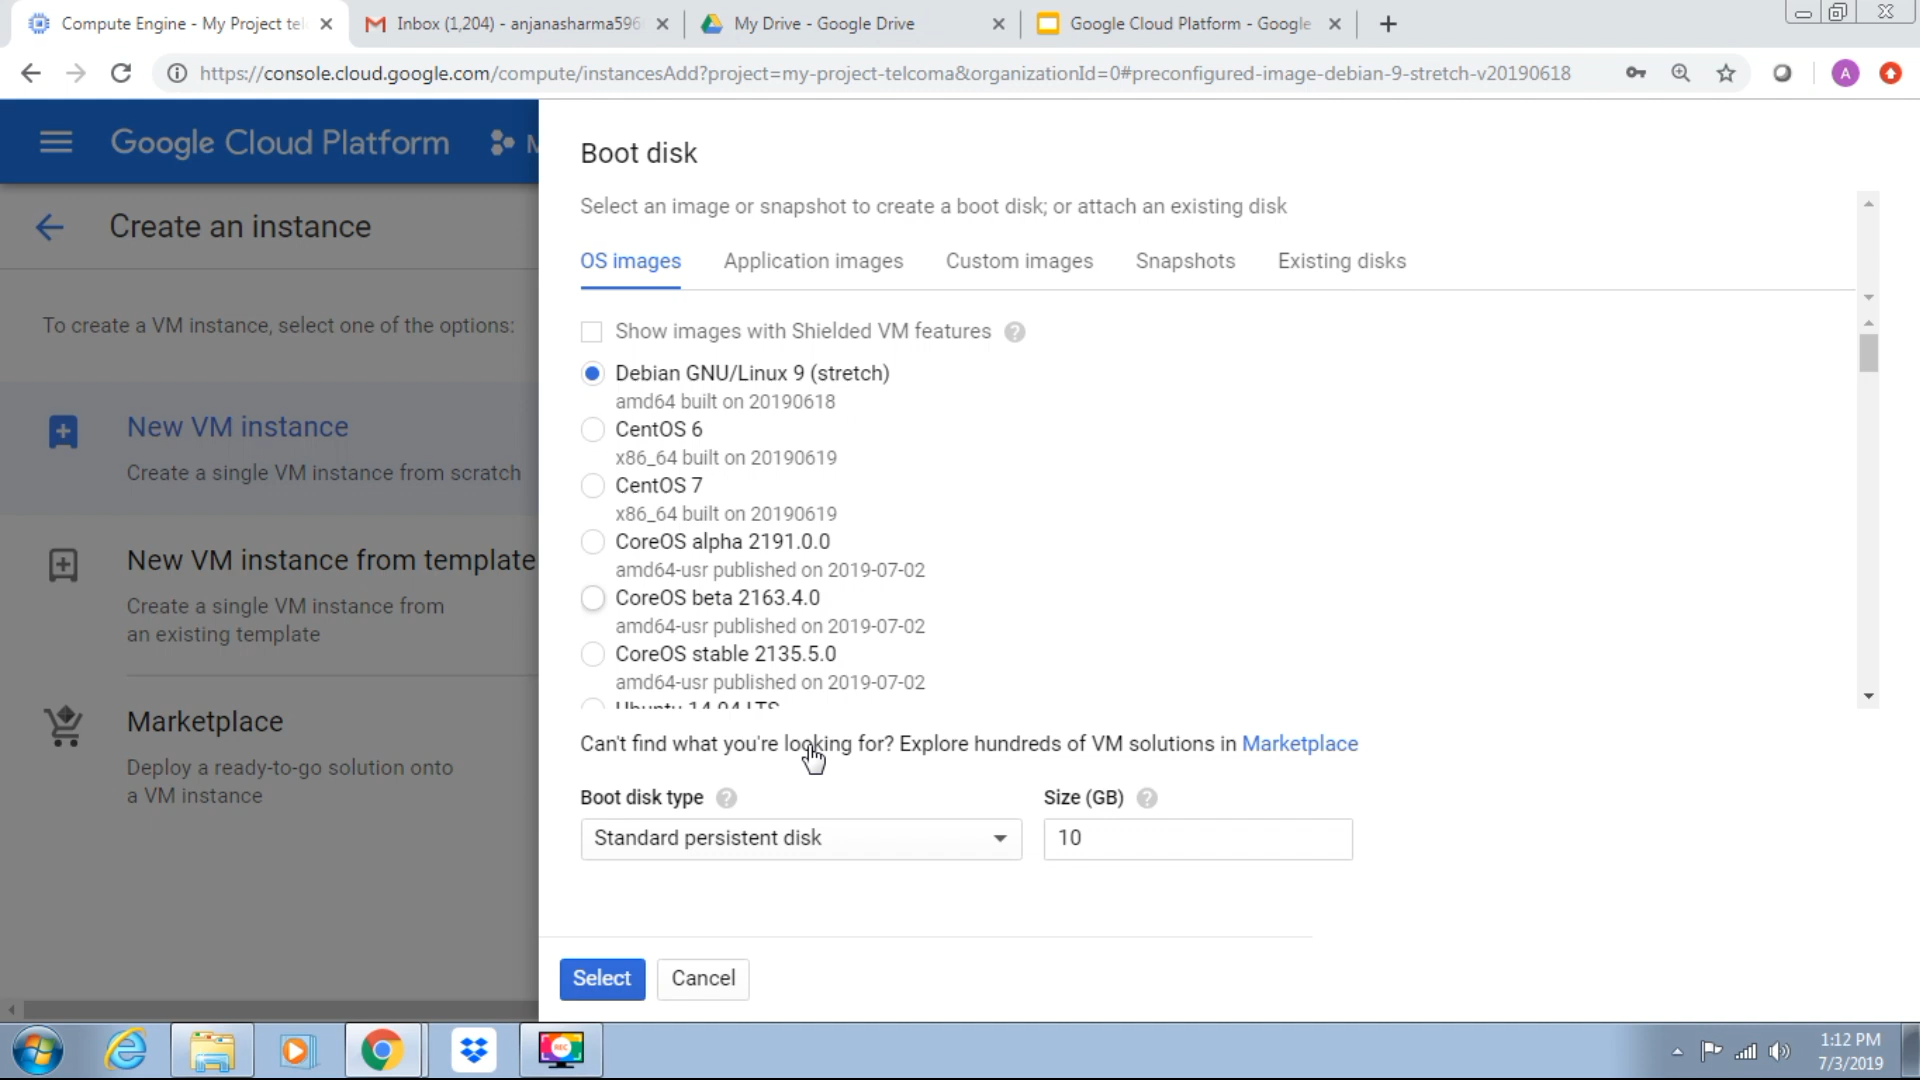 Compute Engine - My Project tel
Inbox (1,204) - anjanasharma596
My Drive - Google Drive
Google Cloud Platform - Google
https://console.cloud.google.com/compute/instancesAdd?project=my-project-telcoma&organizationId=0#preconfigured-image-debian-9-stretch-v20190618
A
Google Cloud Platform
M
Create an instance
To create a VM instance, select one of the options:
New VM instance
Create a single VM instance from scratch
New VM instance from template
Create a single VM instance from
an existing template
Marketplace
Deploy a ready-to-go solution onto
a VM instance
Boot disk
Select an image or snapshot to create a boot disk; or attach an existing disk
OS images Application images Custom images Snapshots Existing disks
Show images with Shielded VM features
Debian GNU/Linux 9 (stretch)
amd64 built on 20190618
CentOS 6
x86_64 built on 20190619
CentOS 7
x86_64 built on 20190619
CoreOS alpha 2191.0.0
amd64-usr published on 2019-07-02
CoreOS beta 2163.4.0
amd64-usr published on 2019-07-02
CoreOS stable 2135.5.0
amd64-usr published on 2019-07-02
Ubuntu 14.04 LTS
Can't find what you're looking for? Explore hundreds of VM solutions in Marketplace
Boot disk type
Size (GB)
Standard persistent disk
10
Select
Cancel
REC
1:12 PM
7/3/2019